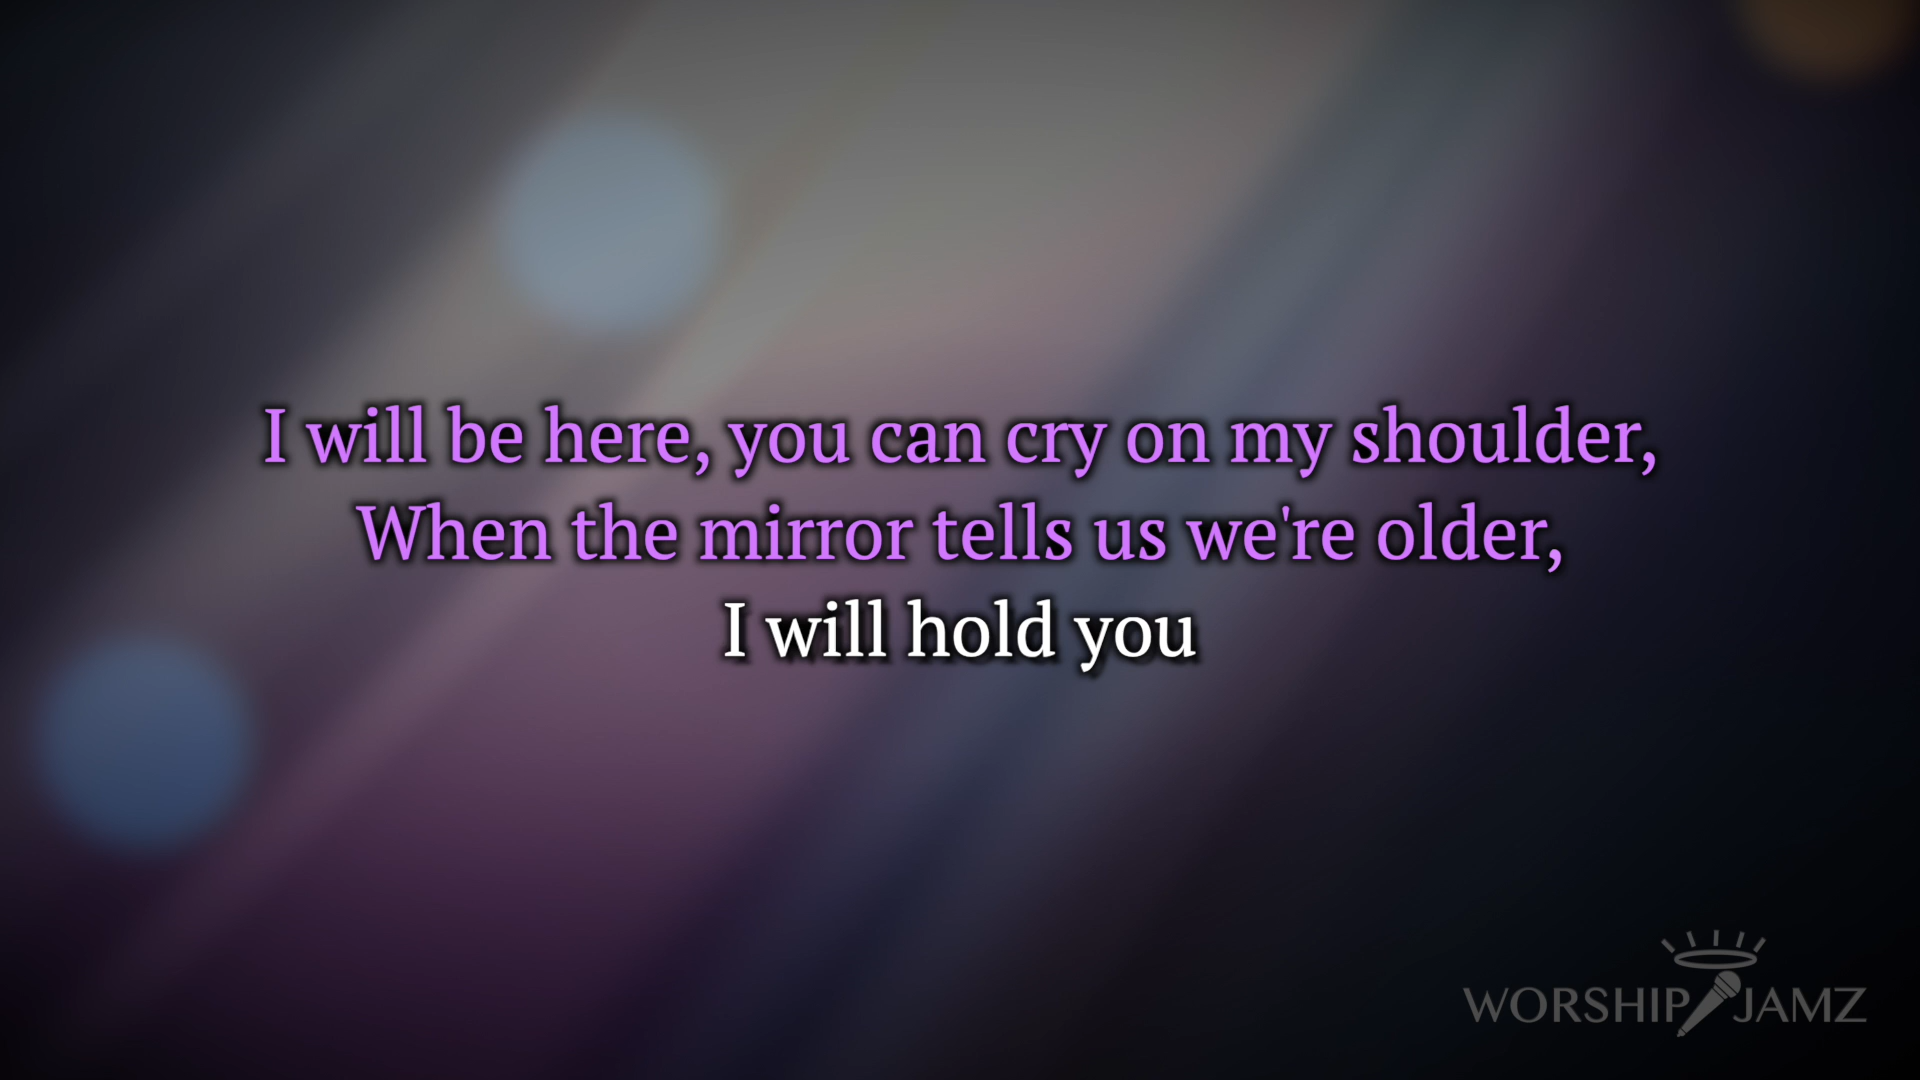 I will be here, you can cry on my shoulder,
When the mirror tells us we're older,
I will hold you
WORSHIP JAMZ